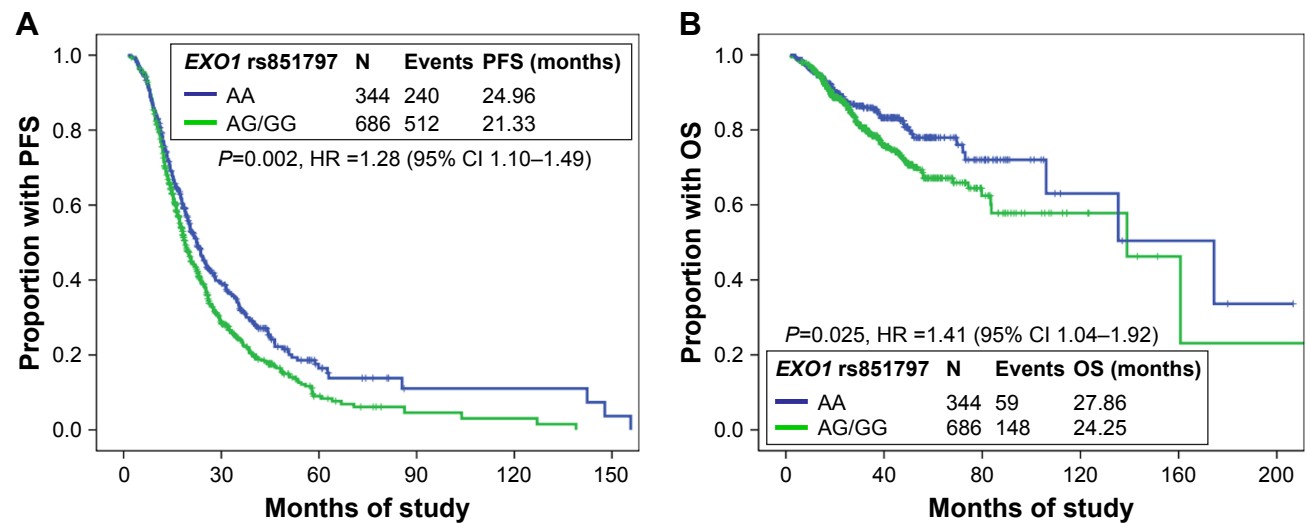 A
EXO1 rs851797 N Events PFS (months)
AA 344 240 24.96
AG/GG 686 512 21.33
P=0.002, HR =1.28 (95% CI 1.10–1.49)
Proportion with PFS
1.0
0.8
0.6
0.4
0.2
0.0
0 30 60 90 120 150
Months of study
B
Proportion with OS
1.0
0.8
0.6
0.4
0.2
0.0
P=0.025, HR =1.41 (95% CI 1.04–1.92)
EXO1 rs851797 N Events OS (months)
AA 344 59 27.86
AG/GG 686 148 24.25
0 40 80 120 160 200
Months of study